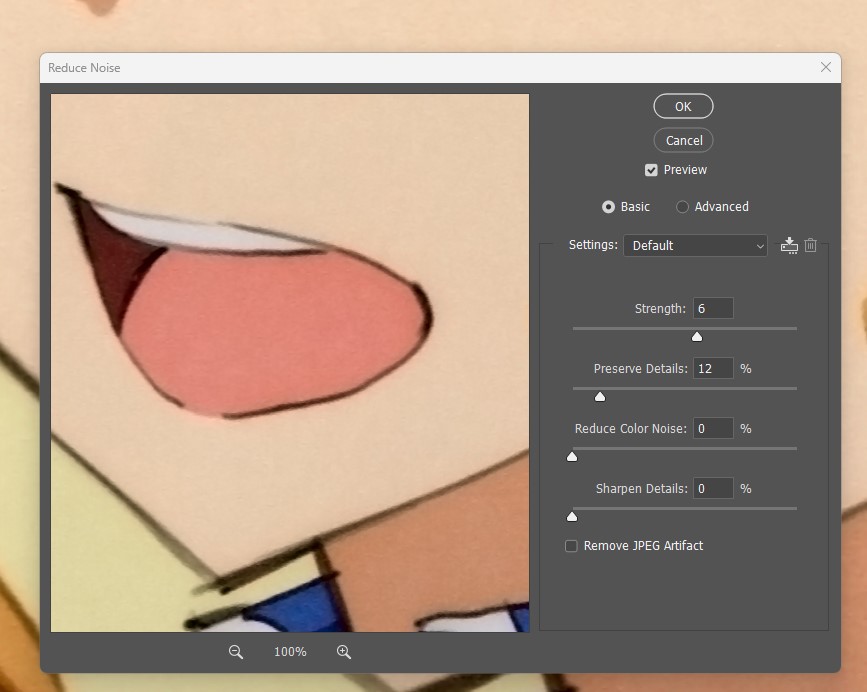 Reduce Noise
OK
Cancel
Preview
Basic Advanced
Settings: Default
Strength: 6
Preserve Details: 12 %
Reduce Color Noise: 0 %
Sharpen Details: 0 %
Remove JPEG Artifact
100%